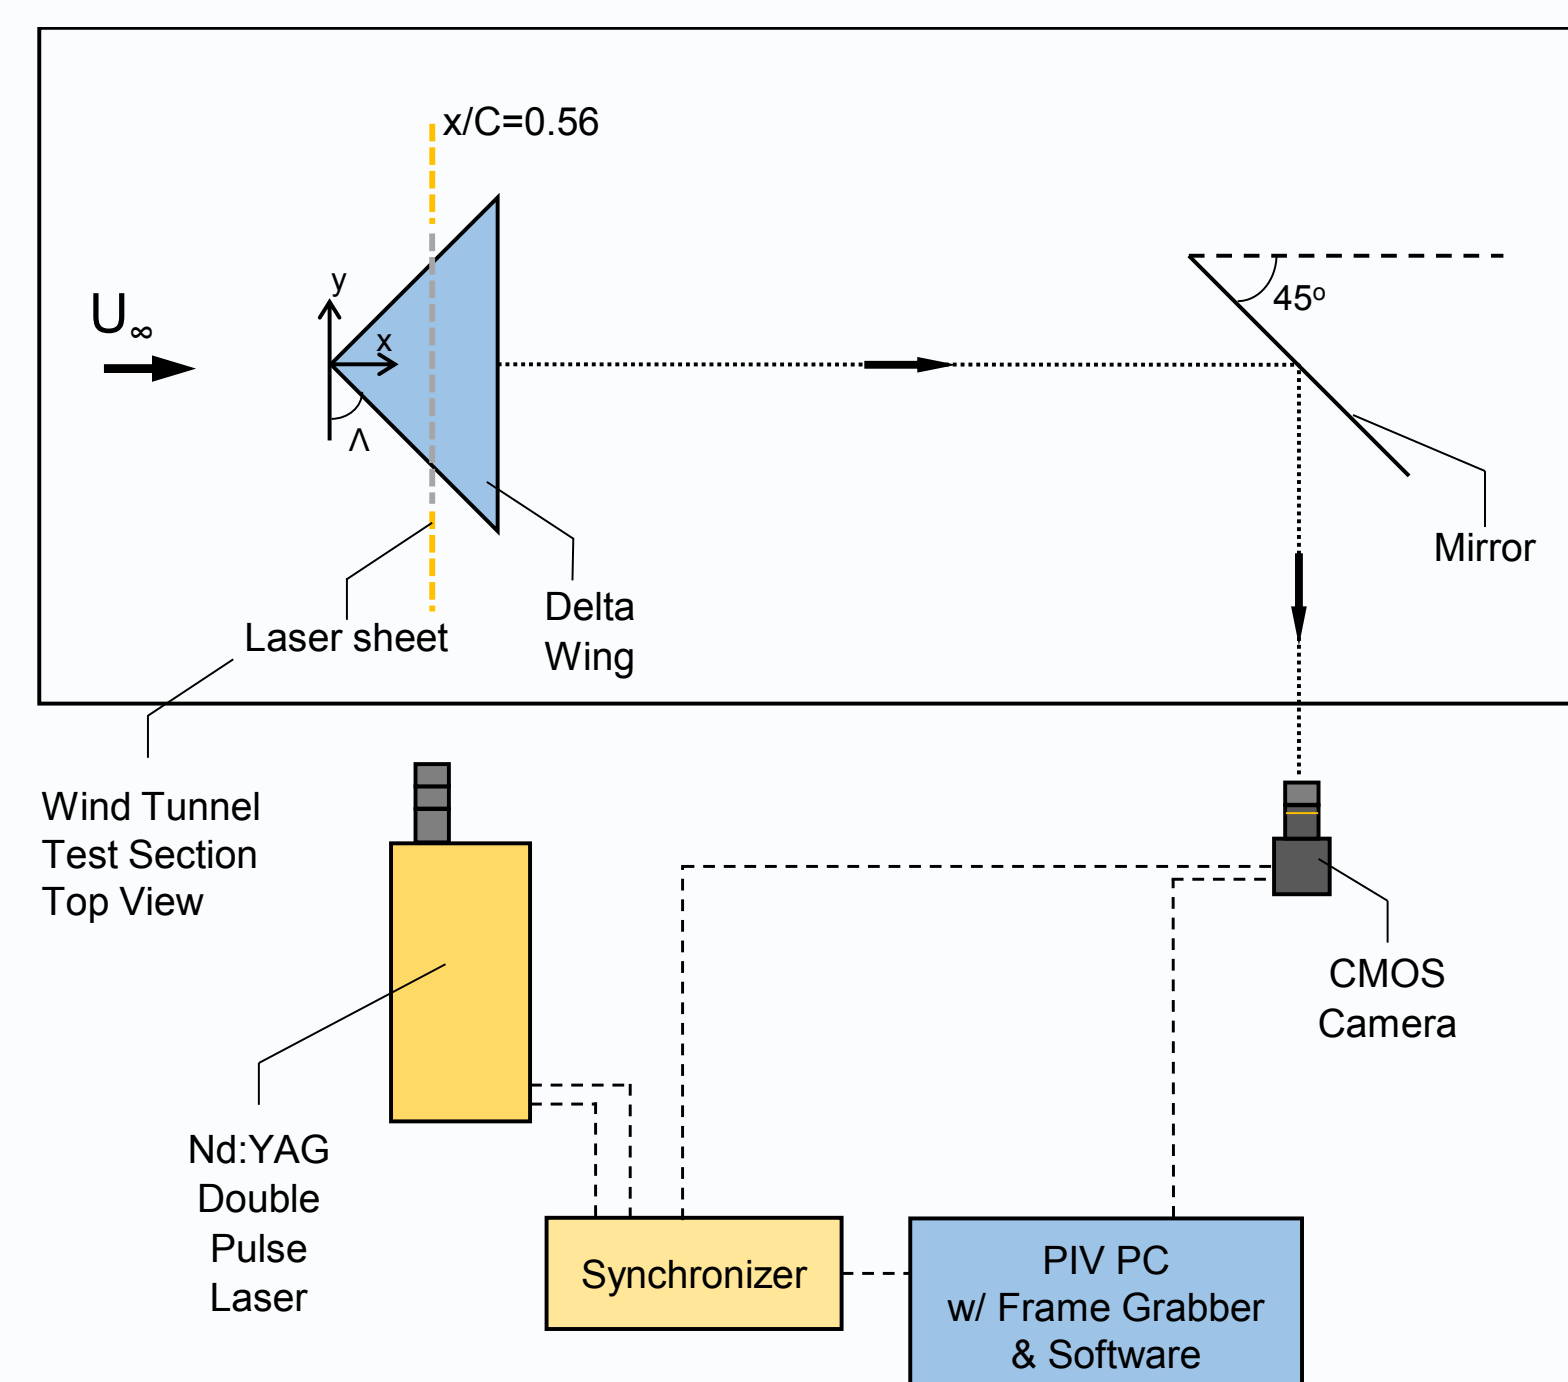 x/C=0.56
U∞
y
x
Λ
45o
Mirror
Delta
Wing
Laser sheet
Wind Tunnel
Test Section
Top View
CMOS
Camera
Nd:YAG
Double
Pulse
Laser
Synchronizer
PIV PC
w/ Frame Grabber
& Software